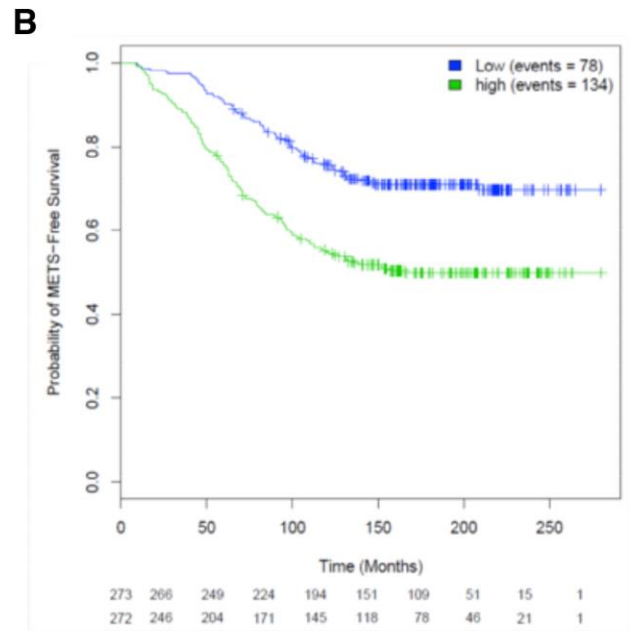 B
Low (events = 78)
high (events = 134)
Probability of METS-Free Survival
1.0
0.8
0.6
0.4
0.2
0.0
0 50 100 150 200 250
Time (Months)
273 266 249 224 194 151 109 51 15 1
272 246 204 171 145 118 78 46 21 1